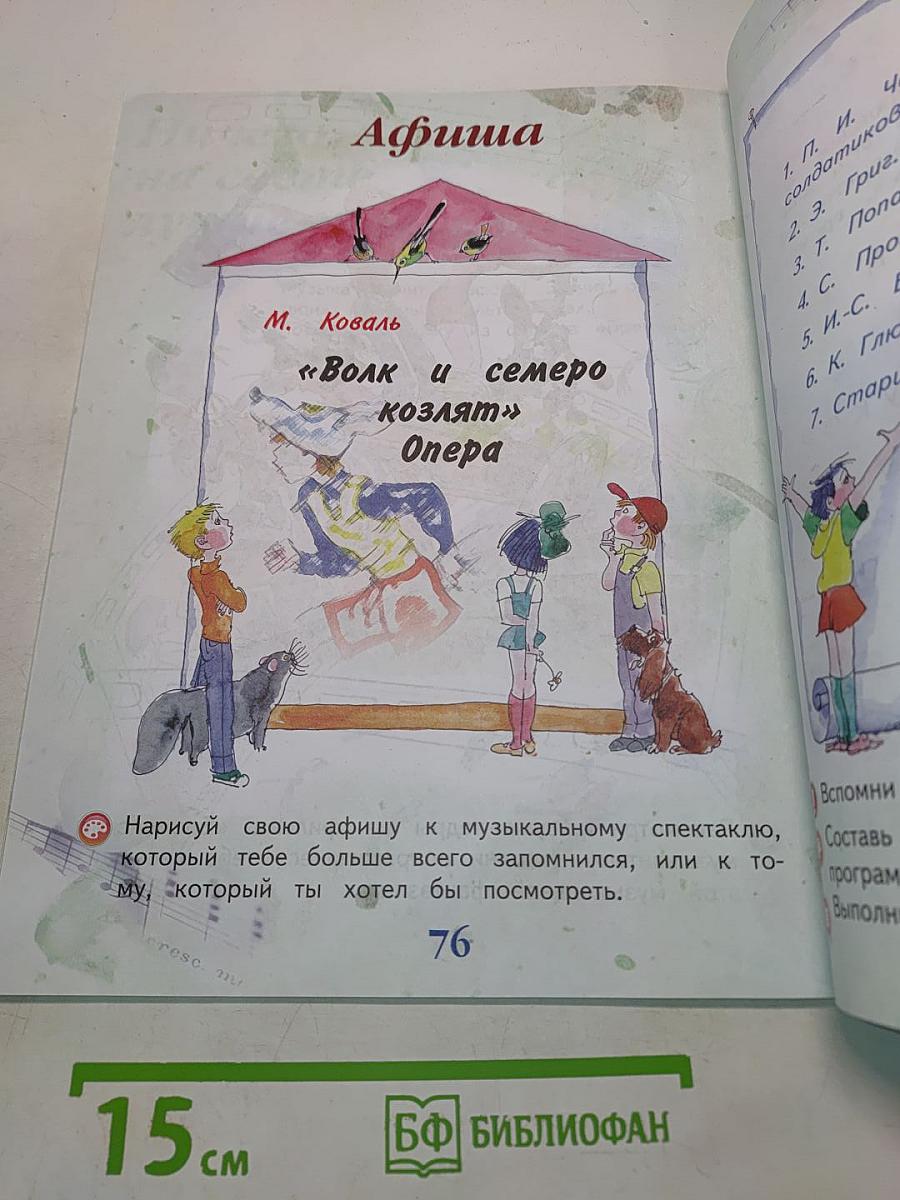 Афиша
М. Коваль
«Волк и семеро
козлят»
Опера
Нарисуй свою афишу к музыкальному спектаклю,
который тебе больше всего запомнился, или к то-
му, который ты хотел бы посмотреть.
cresc.
76
1. П. И.
солдатиков
2. Э. Григ.
3. Т.
4. С.
5. И.-С.
6. К.
7.
Вспомни
Составь
15 см
БФ БИБЛИОФАН